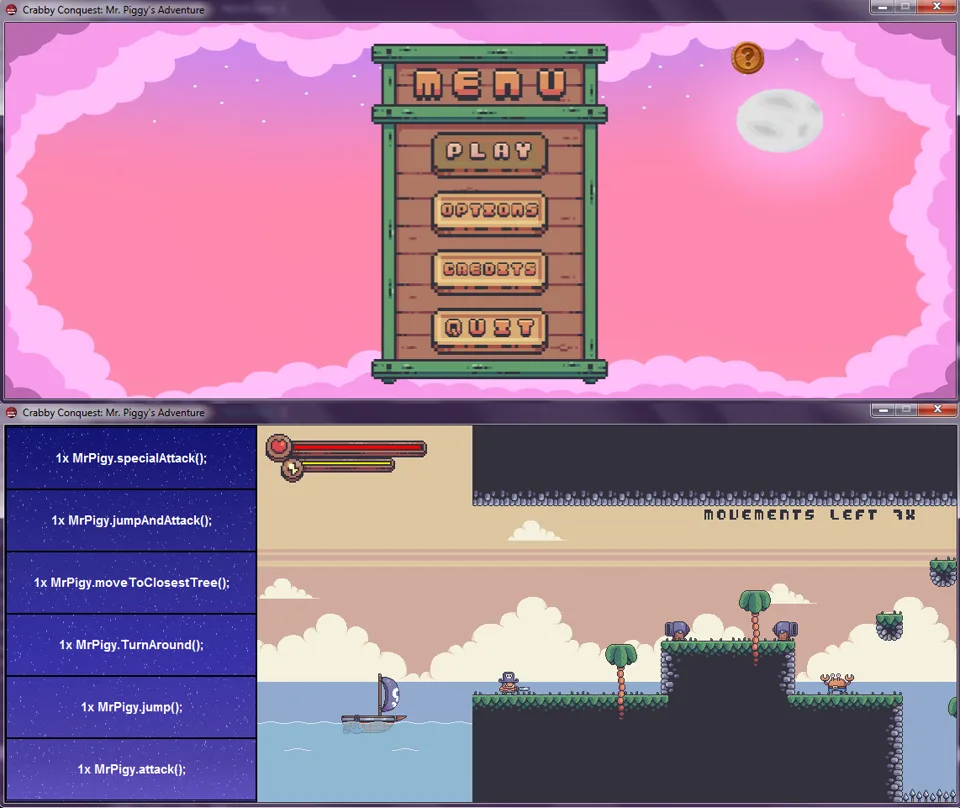 Crabby Conquest: Mr. Piggy's Adventure
?
MENU
PLAY
OPTIONS
CREDITS
QUIT
Crabby Conquest: Mr. Piggy's Adventure
1x MrPigy.specialAttack();
1x MrPigy.jumpAndAttack();
1x MrPigy.moveToClosestTree();
1x MrPigy.TurnAround();
1x MrPigy.jump();
1x MrPigy.attack();
MOVEMENTS LEFT 7X